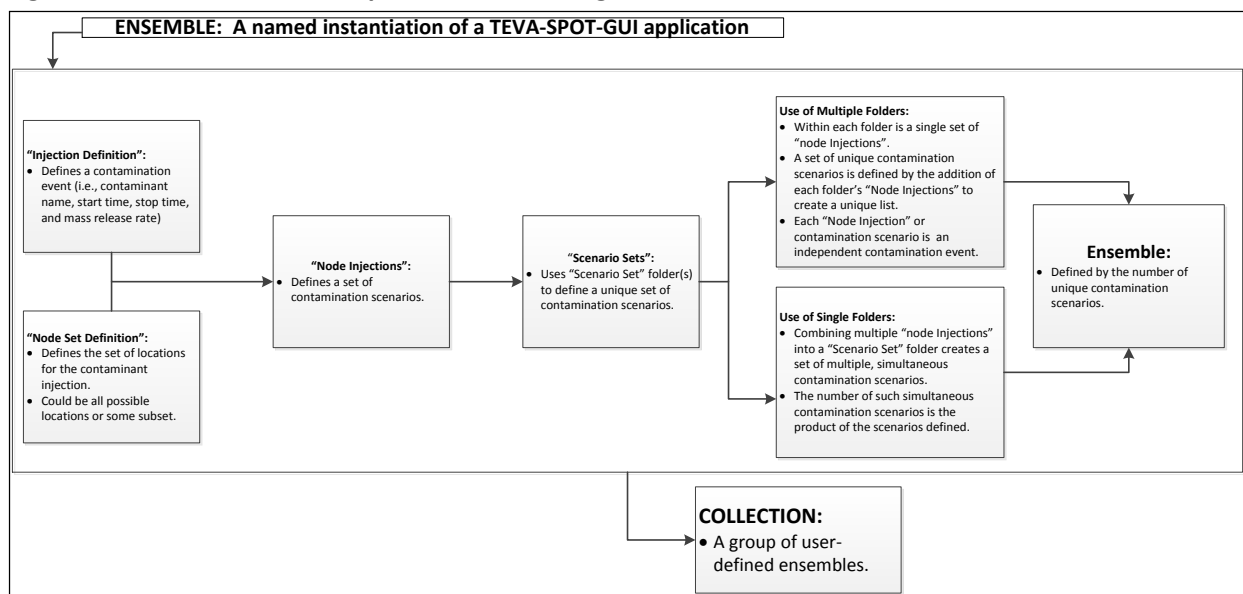 ENSEMBLE: A named instantiation of a TEVA-SPOT-GUI application
“Injection Definition”:
• Defines a contamination
event (i.e., contaminant
name, start time, stop time,
and mass release rate)
“Node Set Definition”:
• Defines the set of locations
for the contaminant
injection.
• Could be all possible
locations or some subset.
“Node Injections”:
• Defines a set of
contamination scenarios.
“Scenario Sets”:
• Uses “Scenario Set” folder(s)
to define a unique set of
contamination scenarios.
Use of Multiple Folders:
• Within each folder is a single set of
“node Injections”.
• A set of unique contamination
scenarios is defined by the addition of
each folder’s “Node Injections” to
create a unique list.
• Each “Node Injection” or
contamination scenario is an
independent contamination event.
Use of Single Folders:
• Combining multiple “node Injections”
into a “Scenario Set” folder creates a
set of multiple, simultaneous
contamination scenarios.
• The number of such simultaneous
contamination scenarios is the
product of the scenarios defined.
Ensemble:
• Defined by the number of
unique contamination
scenarios.
COLLECTION:
• A group of user-
defined ensembles.